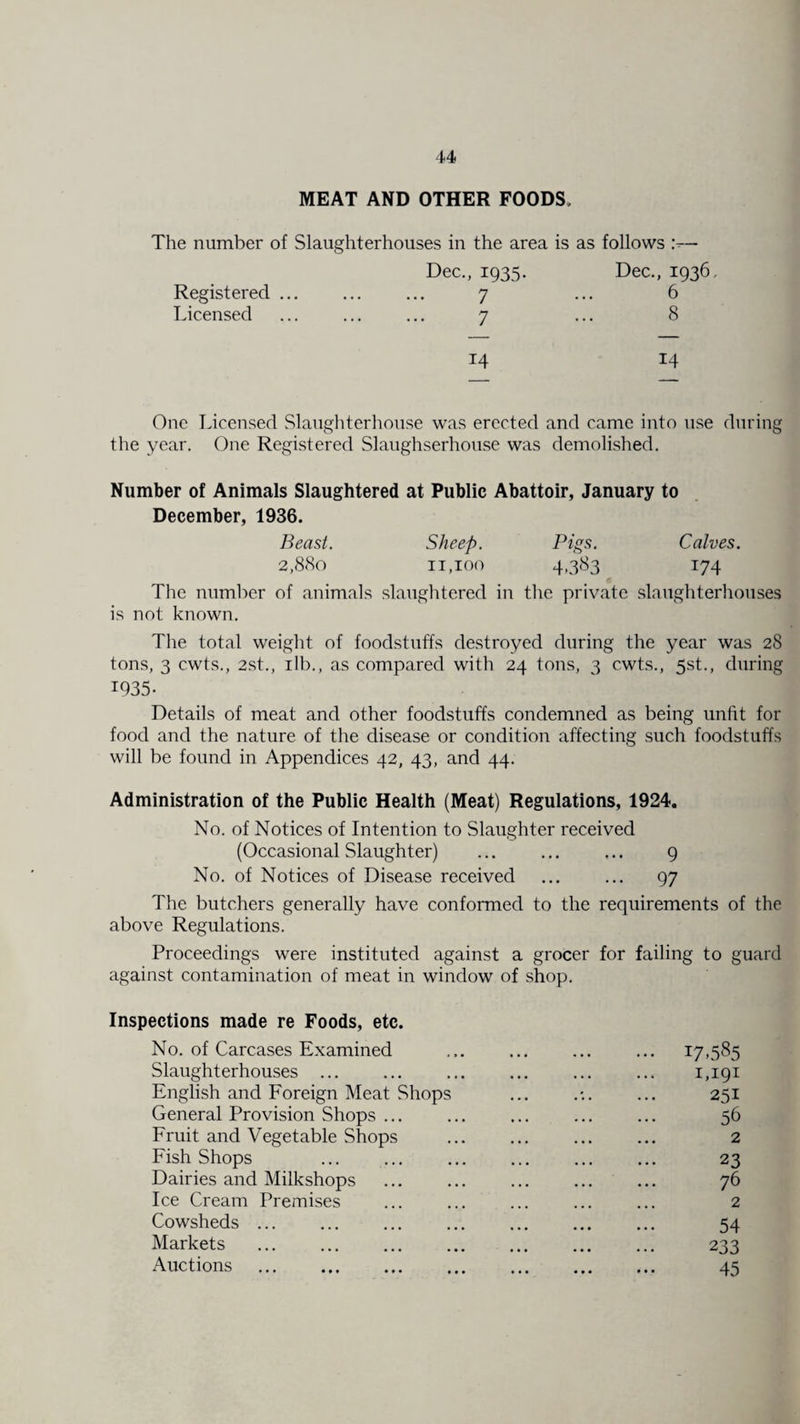 44
MEAT AND OTHER FOODS.
The number of Slaughterhouses in the area is as follows :—
Dec., 1935. Dec., 1936.
Registered ... ... ... 7 ... 6
Licensed ... ... ... 7 ... 8
14 14
One Licensed Slaughterhouse was erected and came into use during
the year. One Registered Slaughserhouse was demolished.
Number of Animals Slaughtered at Public Abattoir, January to
December, 1936.
Beast. Sheep. Pigs. Calves.
2,880 11,100 4,383 174
The number of animals slaughtered in the private slaughterhouses
is not known.
The total weight of foodstuffs destroyed during the year was 28
tons, 3 cwts., 2st., 1lb., as compared with 24 tons, 3 cwts., 5st., during
1935.
Details of meat and other foodstuffs condemned as being unfit for
food and the nature of the disease or condition affecting such foodstuffs
will be found in Appendices 42, 43, and 44.
Administration of the Public Health (Meat) Regulations, 1924.
No. of Notices of Intention to Slaughter received
(Occasional Slaughter) ... ... ... 9
No. of Notices of Disease received ... ... 97
The butchers generally have conformed to the requirements of the
above Regulations.
Proceedings were instituted against a grocer for failing to guard
against contamination of meat in window of shop.
Inspections made re Foods, etc.
No. of Carcases Examined ... ... ... ... 17,585
Slaughterhouses ... ... ... ... ... ... 1,191
English and Foreign Meat Shops ... ... ... 251
General Provision Shops ... ... ... ... ... 56
Fruit and Vegetable Shops ... ... ... ... 2
Fish Shops ... ... ... ... ... ... 23
Dairies and Milkshops ... ... ... ... ... 76
Ice Cream Premises ... ... ... ... ... 2
Cowsheds ... ... ... ... ... ... ... 54
Markets ... ... ... ... ... ... ... 233
Auctions ... ... ... ... ... ... ... 45